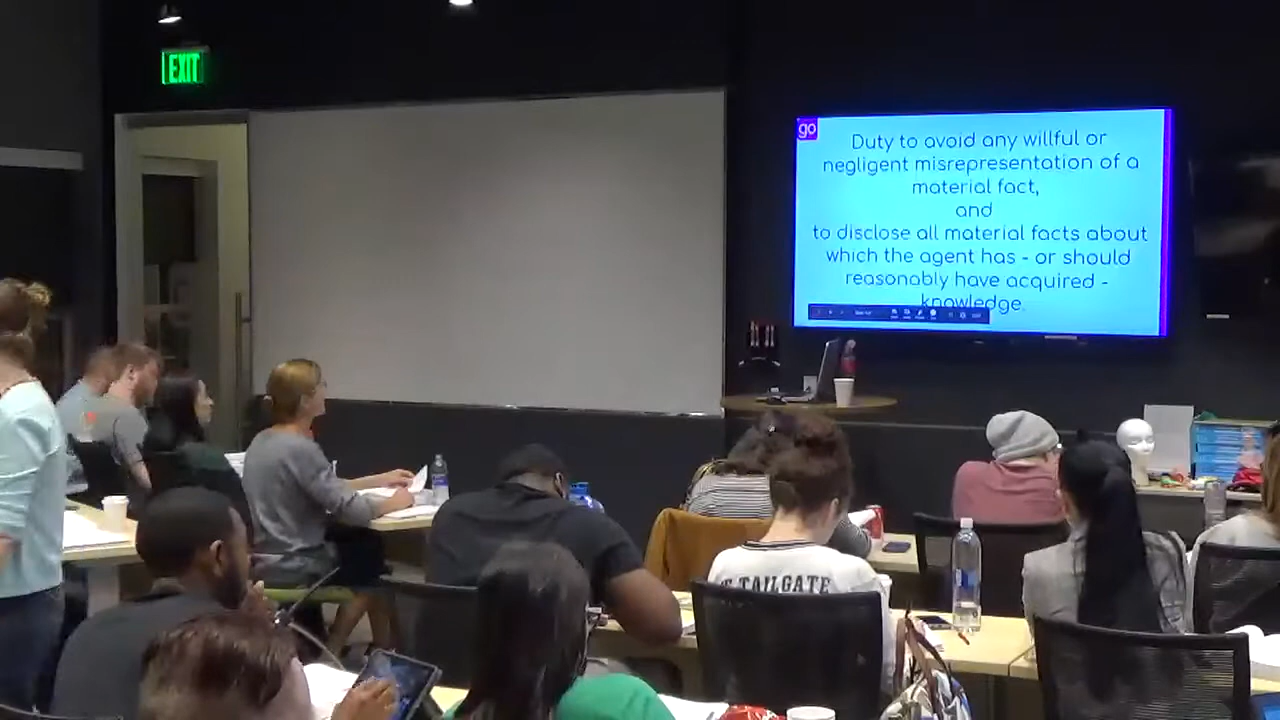 EXIT
go
Duty to avoid any willful or
negligent misrepresentation of a
material fact,
and
to disclose all material facts about
which the agent has - or should
reasonably have acquired -
knowledge.
TAILGATE